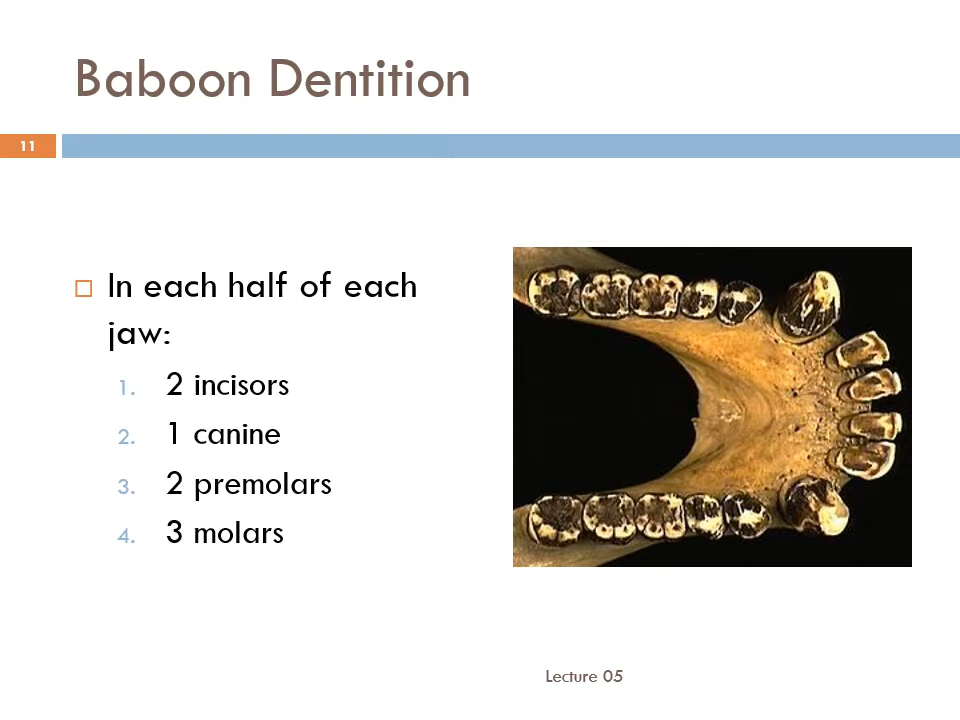 Baboon Dentition
11
In each half of each
jaw:
1. 2 incisors
2. 1 canine
3. 2 premolars
4. 3 molars
Lecture 05